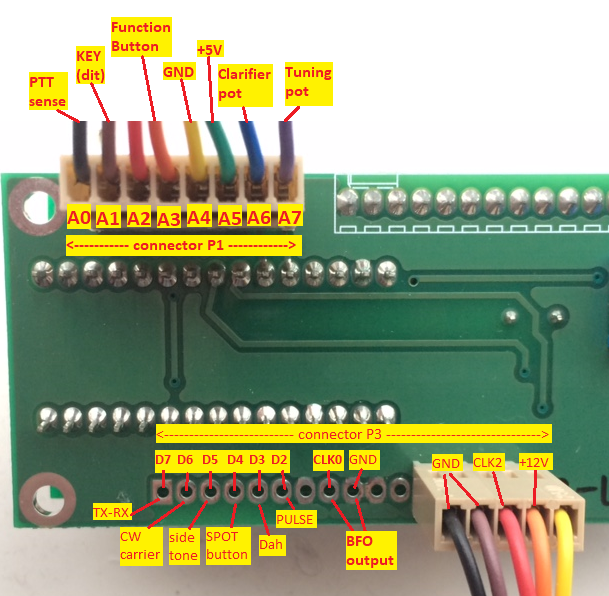 Function
Button
KEY
(dit)
+5V
GND
Clarifier
pot
Tuning
pot
PTT
sense
A0 A1 A2 A3 A4 A5 A6 A7
<----------- connector P1 ------------>
<-------------------------- connector P3 ------------------------------->
D7 D6 D5 D4 D3 D2 CLK0 GND
GND CLK2 +12V
TX-RX
CW
carrier
side
tone
SPOT
button
Dah
PULSE
BFO
output